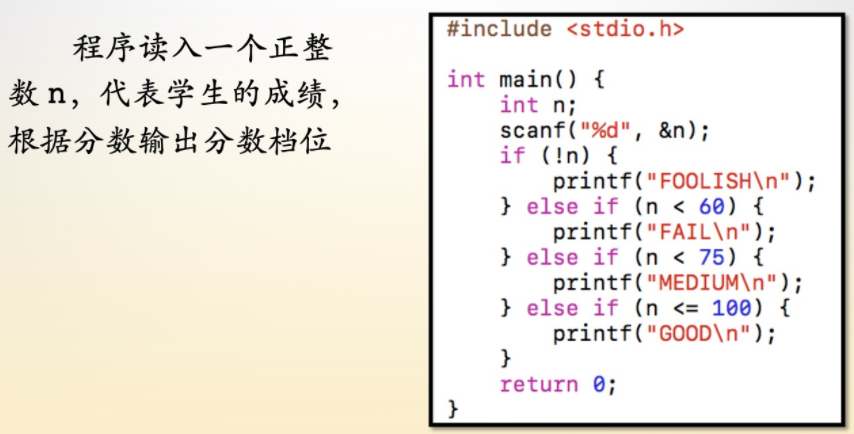 程序读入一个正整
数 n，代表学生的成绩，
根据分数输出分数档位
#include <stdio.h>
int main() {
    int n;
    scanf("%d", &n);
    if (!n) {
        printf("FOOLISH\n");
    } else if (n < 60) {
        printf("FAIL\n");
    } else if (n < 75) {
        printf("MEDIUM\n");
    } else if (n <= 100) {
        printf("GOOD\n");
    }
    return 0;
}